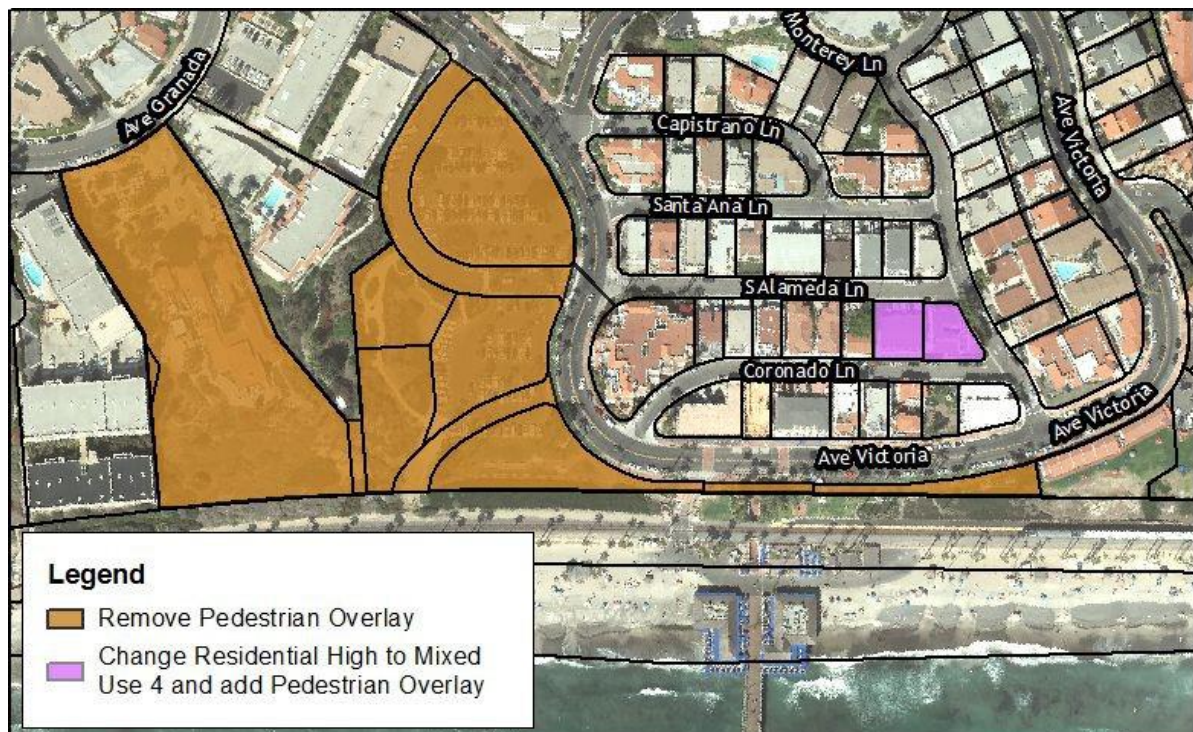 Monterey Ln
Ave Granada
Capistrano Ln
Ave Victoria
Santa Ana Ln
S Alameda Ln
Coronado Ln
Ave Victoria
Ave Victoria
Legend
Remove Pedestrian Overlay
Change Residential High to Mixed
Use 4 and add Pedestrian Overlay